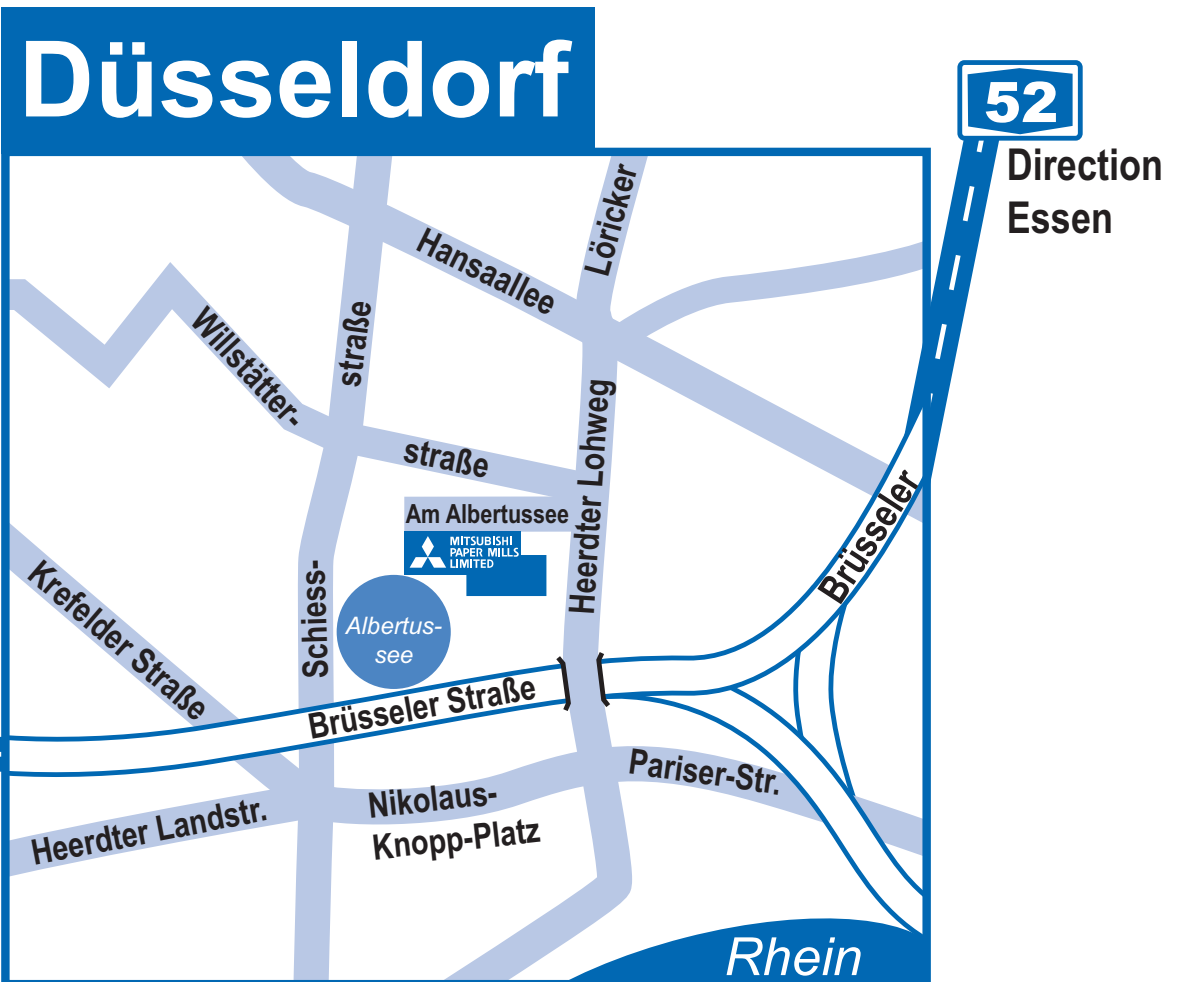 Düsseldorf
52
Direction
Essen
Löricker
Hansaallee
straße
Willstätter-
straße
Heerdter Lohweg
Am Albertussee
MITSUBISHI
PAPER MILLS
LIMITED
Brüsseler
Krefelder Straße
Schiess-
Albertus-
see
Brüsseler Straße
Pariser-Str.
Nikolaus-
Knopp-Platz
Heerdter Landstr.
Rhein